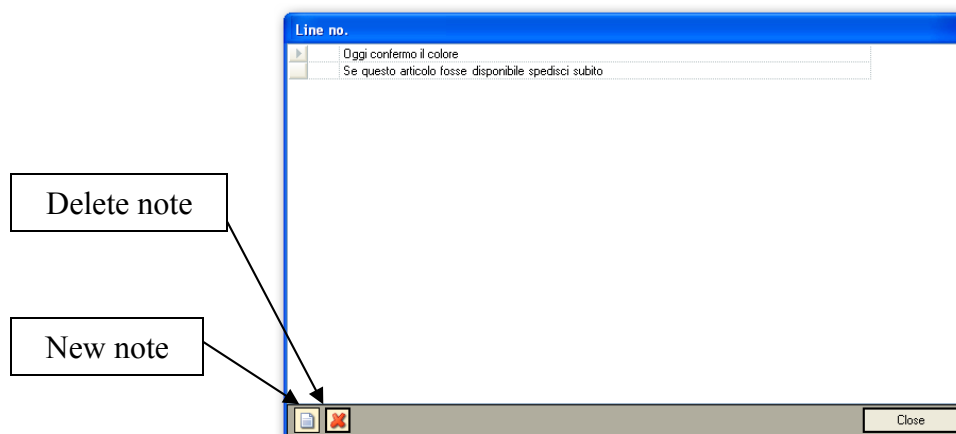 Line no.
Oggi confermo il colore
Se questo articolo fosse disponibile spedisci subito
Delete note
New note
Close